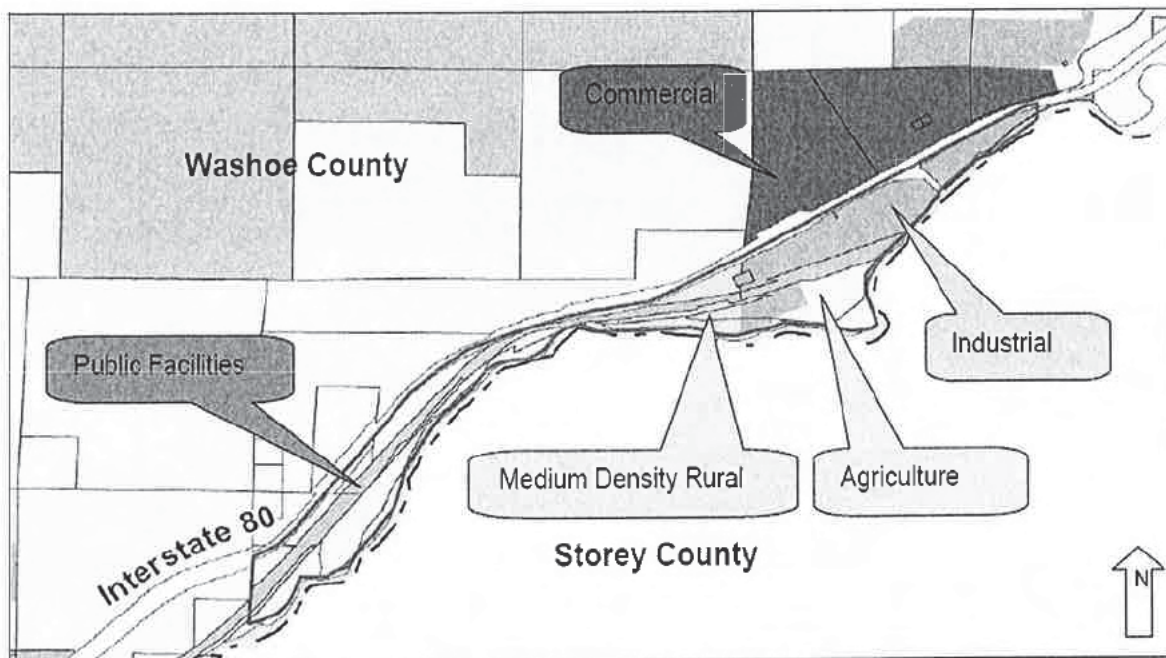 Commercial
Washoe County
Industrial
Public Facilities
Medium Density Rural
Agriculture
Interstate 80
Storey County
N